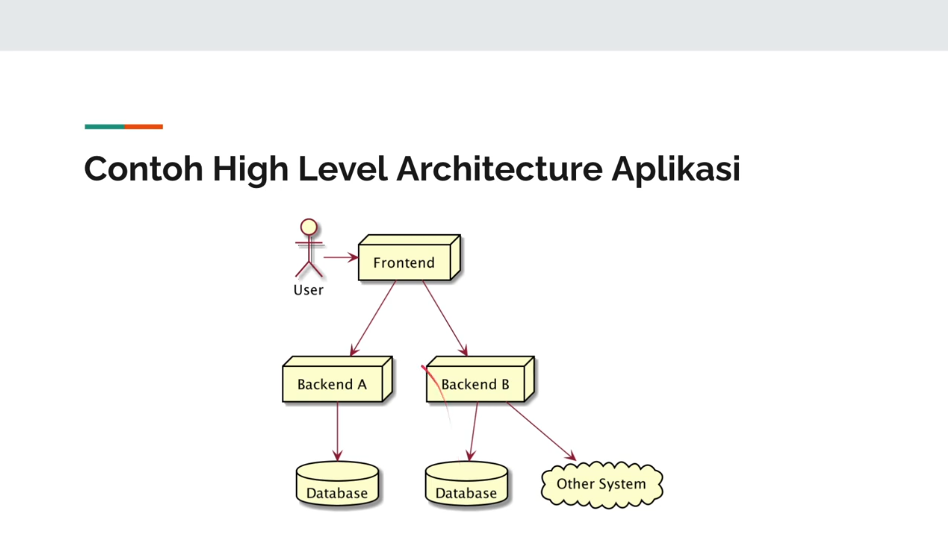 Contoh High Level Architecture Aplikasi
Frontend
User
Backend A
Backend B
Database
Database
Other System